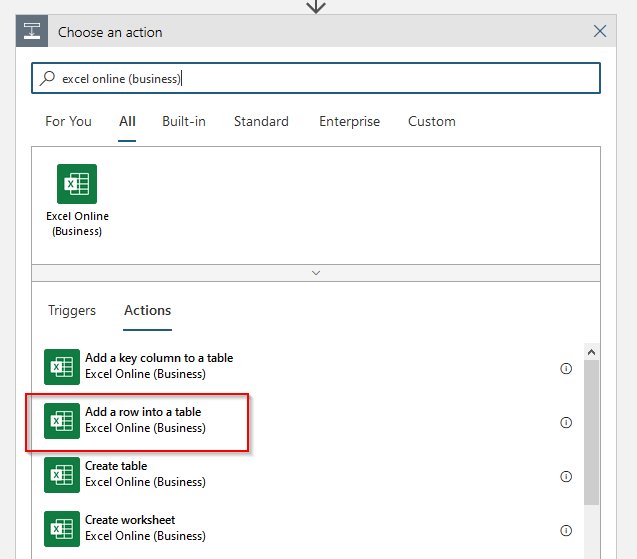 Choose an action
excel online (business)
For You All Built-in Standard Enterprise Custom
Excel Online
(Business)
Triggers Actions
Add a key column to a table
Excel Online (Business)
Add a row into a table
Excel Online (Business)
Create table
Excel Online (Business)
Create worksheet
Excel Online (Business)